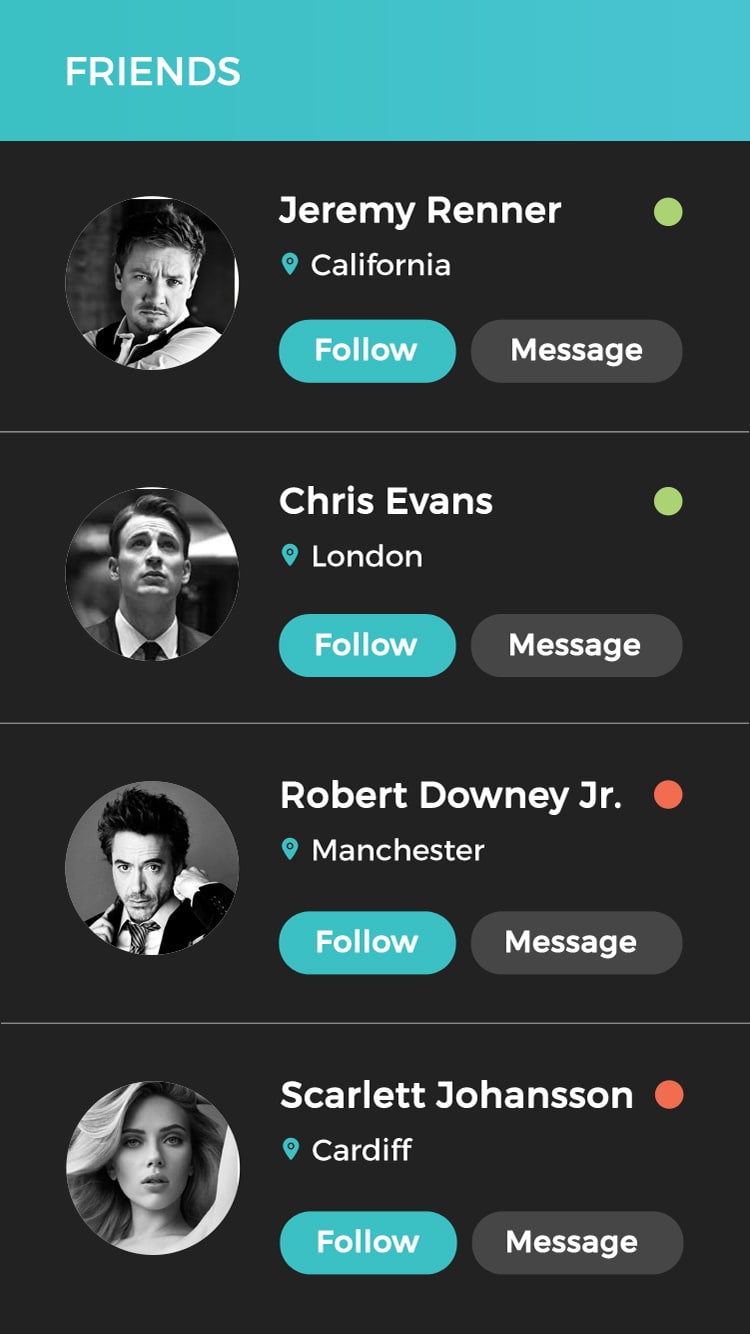 FRIENDS
Jeremy Renner
California
Follow Message
Chris Evans
London
Follow Message
Robert Downey Jr.
Manchester
Follow Message
Scarlett Johansson
Cardiff
Follow Message